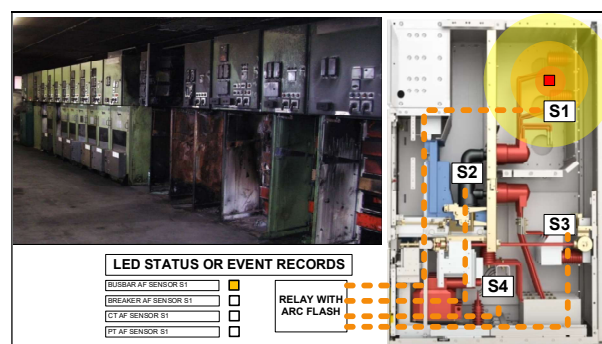 S1
S2
S3
S4
LED STATUS OR EVENT RECORDS
BUSBAR AF SENSOR S1
BREAKER AF SENSOR S1
CT AF SENSOR S1
PT AF SENSOR S1
RELAY WITH
ARC FLASH